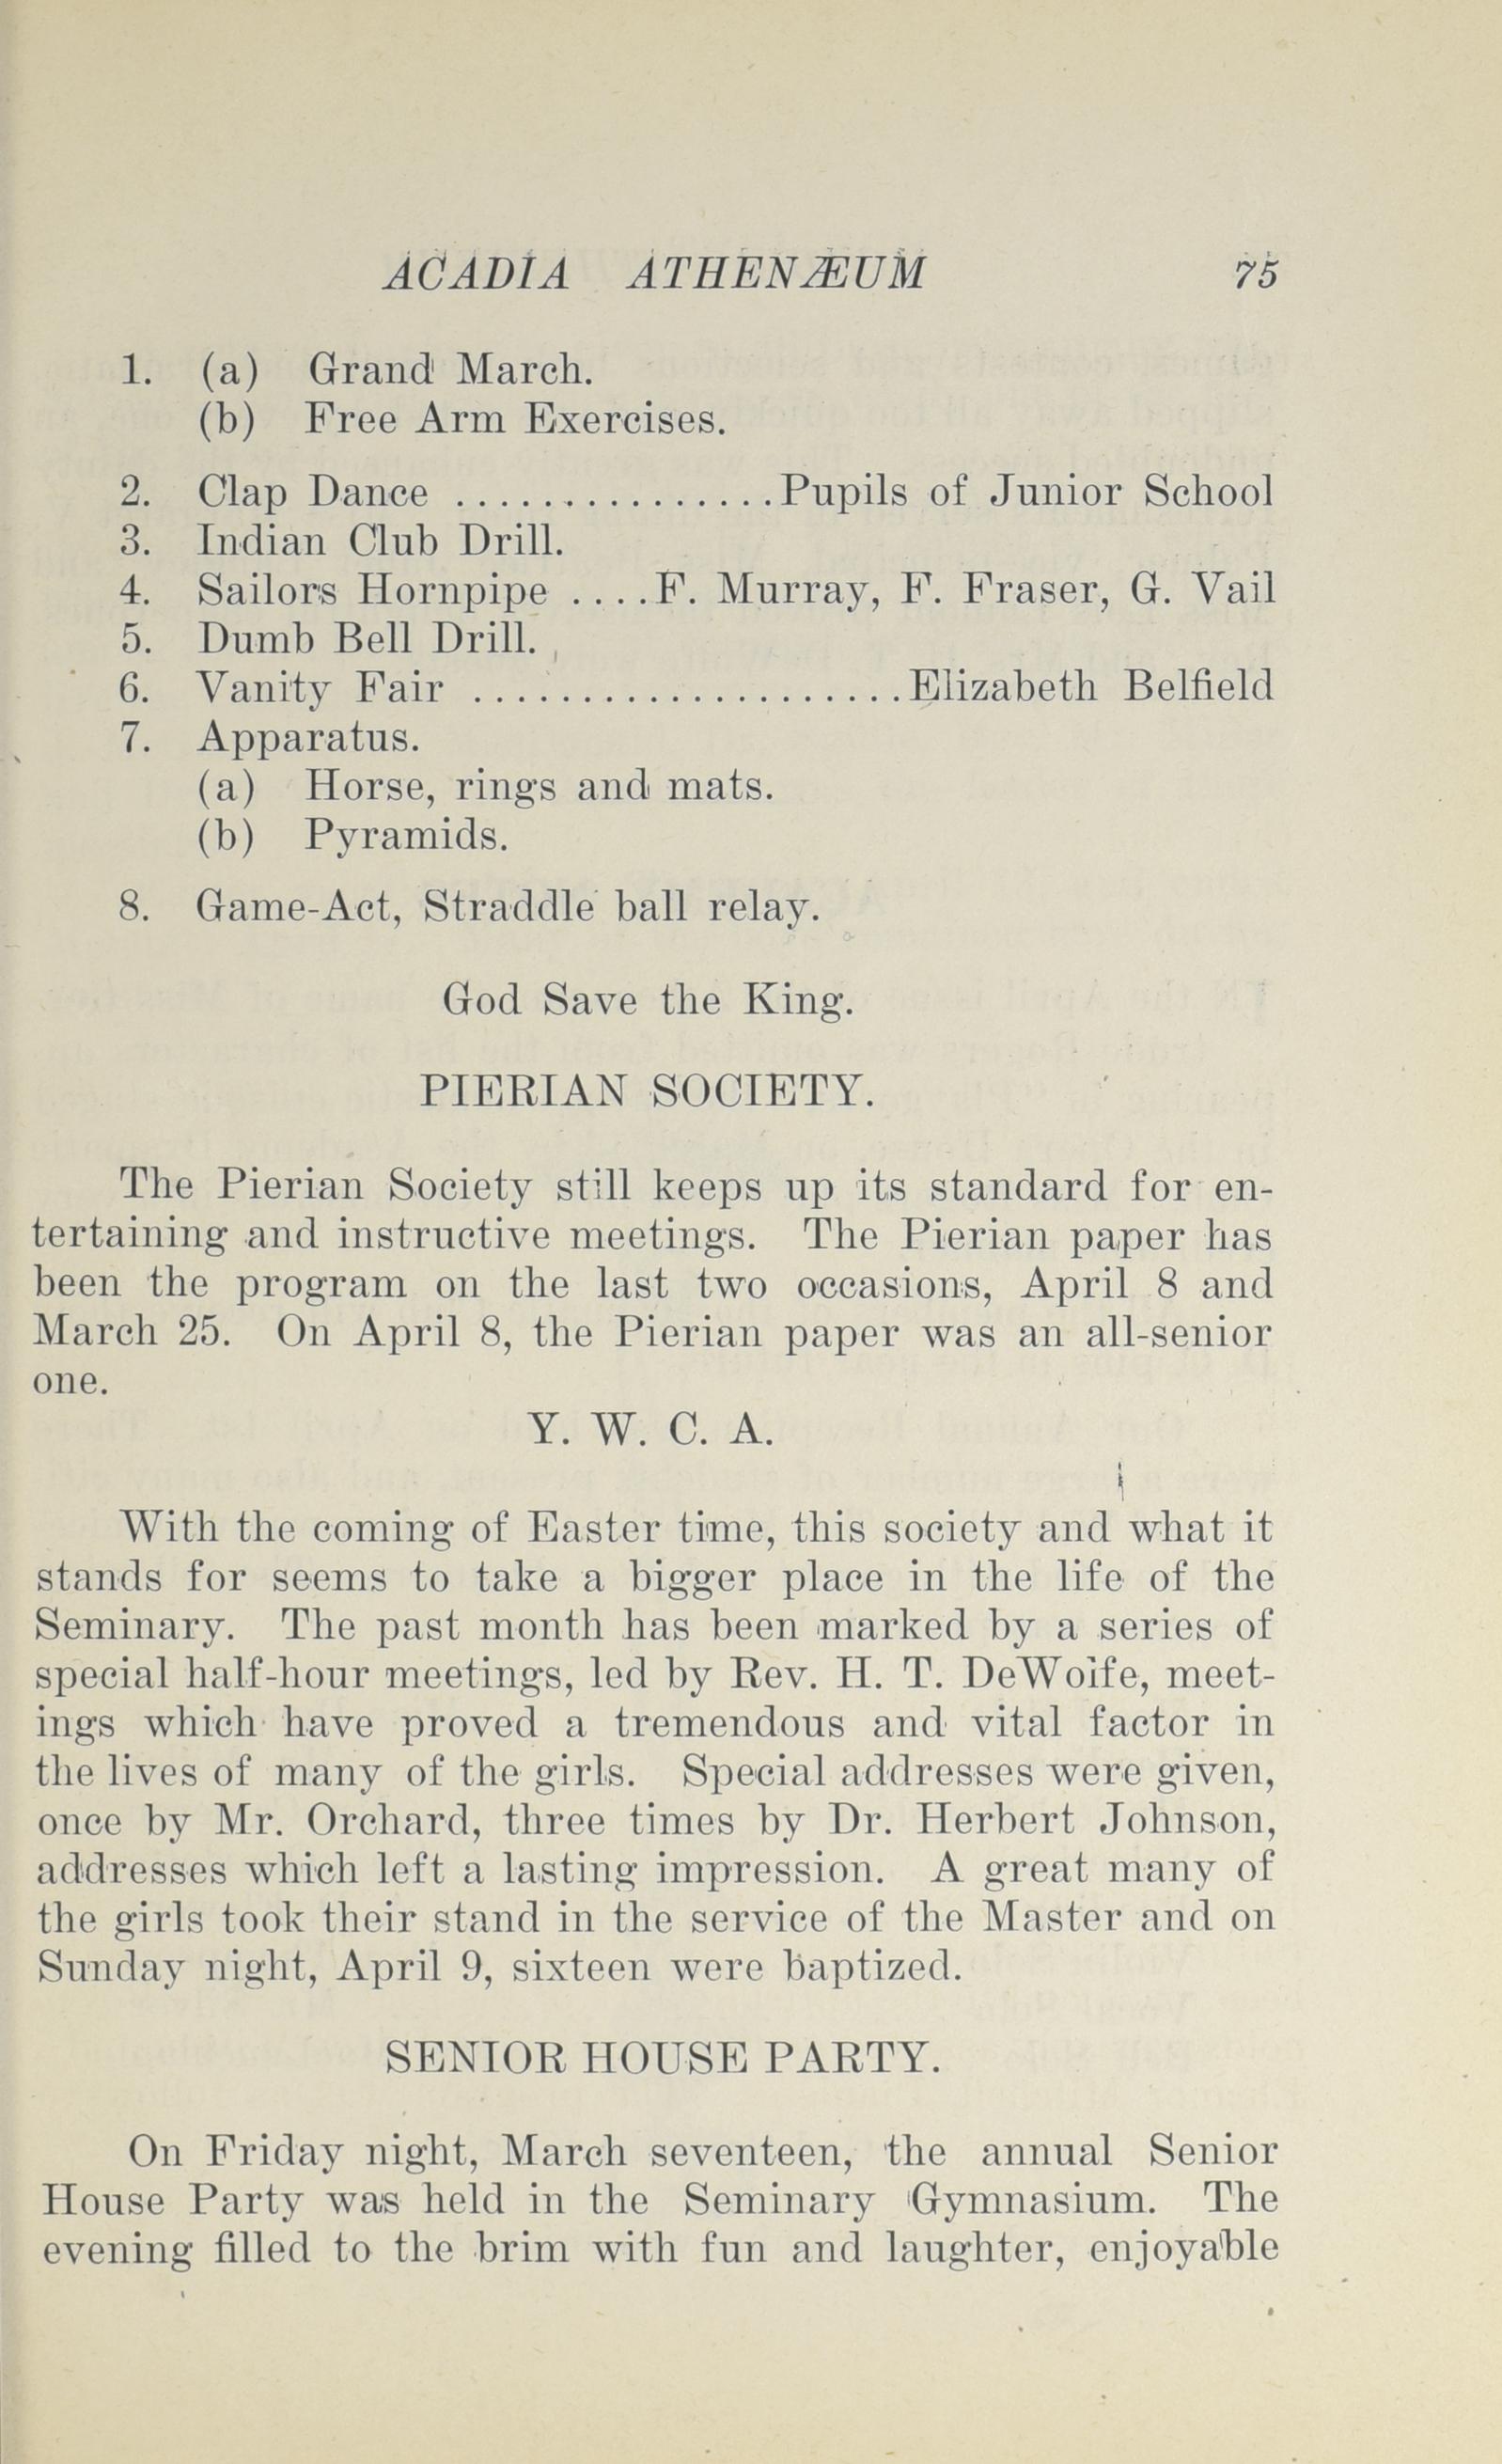 ACADIA ATHENÆUM 75
1. (a) Grand March.
(b) Free Arm Exercises.
2. Clap Dance ......................Pupils of Junior School
3. Indian Club Drill.
4. Sailors Hornpipe ....F. Murray, F. Fraser, G. Vail
5. Dumb Bell Drill.
6. Vanity Fair ..............................Elizabeth Belfield
7. Apparatus.
(a) Horse, rings and mats.
(b) Pyramids.
8. Game-Act, Straddle ball relay.
God Save the King.
PIERIAN SOCIETY.
The Pierian Society still keeps up its standard for en-
tertaining and instructive meetings. The Pierian paper has
been the program on the last two occasions, April 8 and
March 25. On April 8, the Pierian paper was an all-senior
one.
Y. W. C. A.
With the coming of Easter time, this society and what it
stands for seems to take a bigger place in the life of the
Seminary. The past month has been marked by a series of
special half-hour meetings, led by Rev. H. T. DeWolfe, meet-
ings which have proved a tremendous and vital factor in
the lives of many of the girls. Special addresses were given,
once by Mr. Orchard, three times by Dr. Herbert Johnson,
addresses which left a lasting impression. A great many of
the girls took their stand in the service of the Master and on
Sunday night, April 9, sixteen were baptized.
SENIOR HOUSE PARTY.
On Friday night, March seventeen, the annual Senior
House Party was held in the Seminary Gymnasium. The
evening filled to the brim with fun and laughter, enjoyable